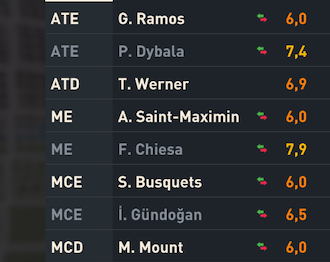 ATE G. Ramos 6,0
ATE P. Dybala 7,4
ATD T. Werner 6,9
ME A. Saint-Maximin 6,0
ME F. Chiesa 7,9
MCE S. Busquets 6,0
MCE İ. Gündoğan 6,5
MCD M. Mount 6,0